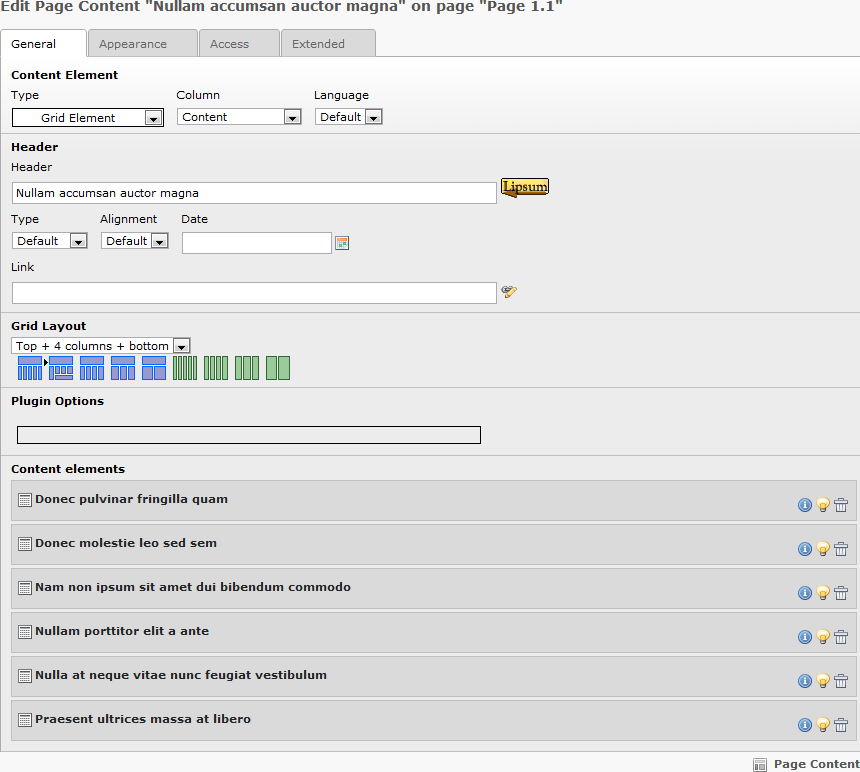 Edit Page Content "Nullam accumsan auctor magna" on page "Page 1.1"
General Appearance Access Extended
Content Element
Type Column Language
Grid Element Content Default
Header
Header
Nullam accumsan auctor magna Lipsum
Type Alignment Date
Default Default
Link
Grid Layout
Top + 4 columns + bottom
Plugin Options
Content elements
Donec pulvinar fringilla quam
Donec molestie leo sed sem
Nam non ipsum sit amet dui bibendum commodo
Nullam porttitor elit a ante
Nulla at neque vitae nunc feugiat vestibulum
Praesent ultrices massa at libero
Page Content